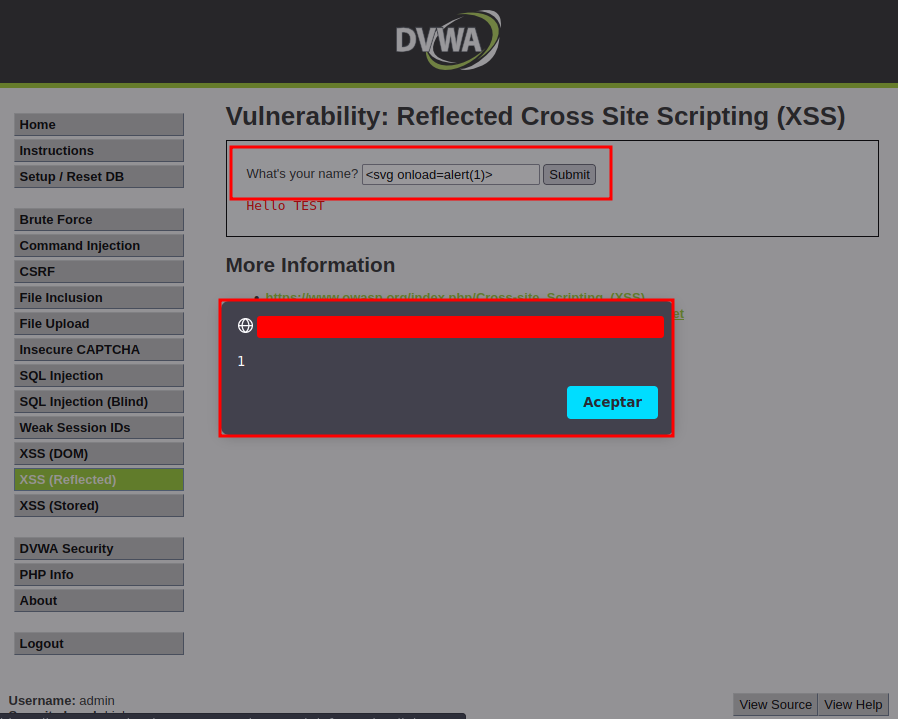 DVWA
Vulnerability: Reflected Cross Site Scripting (XSS)
Home
Instructions
Setup / Reset DB
Brute Force
Command Injection
CSRF
File Inclusion
File Upload
Insecure CAPTCHA
SQL Injection
SQL Injection (Blind)
Weak Session IDs
XSS (DOM)
XSS (Reflected)
XSS (Stored)
DVWA Security
PHP Info
About
Logout
What's your name? <svg onload=alert(1)> Submit
Hello TEST
More Information
https://www.owasp.org/index.php/Cross-site_Scripting_(XSS)
et
1
Aceptar
Username: admin
View Source View Help